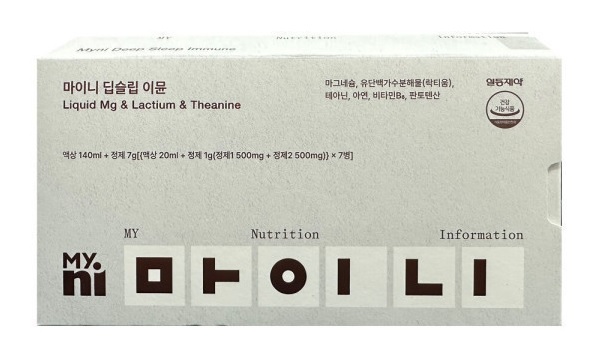 MY Nutrition Information
Myni Deep Sleep Immune
마이니 딥슬립 이뮨
Liquid Mg & Lactium & Theanine
마그네슘, 유단백가수분해물(락티움),
테아닌, 아연, 비타민B₆, 판토텐산
일동제약
건강
기능식품
액상 140ml + 정제 7g[{액상 20ml + 정제 1g(정제1 500mg + 정제2 500mg)} × 7병]
MY Nutrition Information
MY
ni
마이니